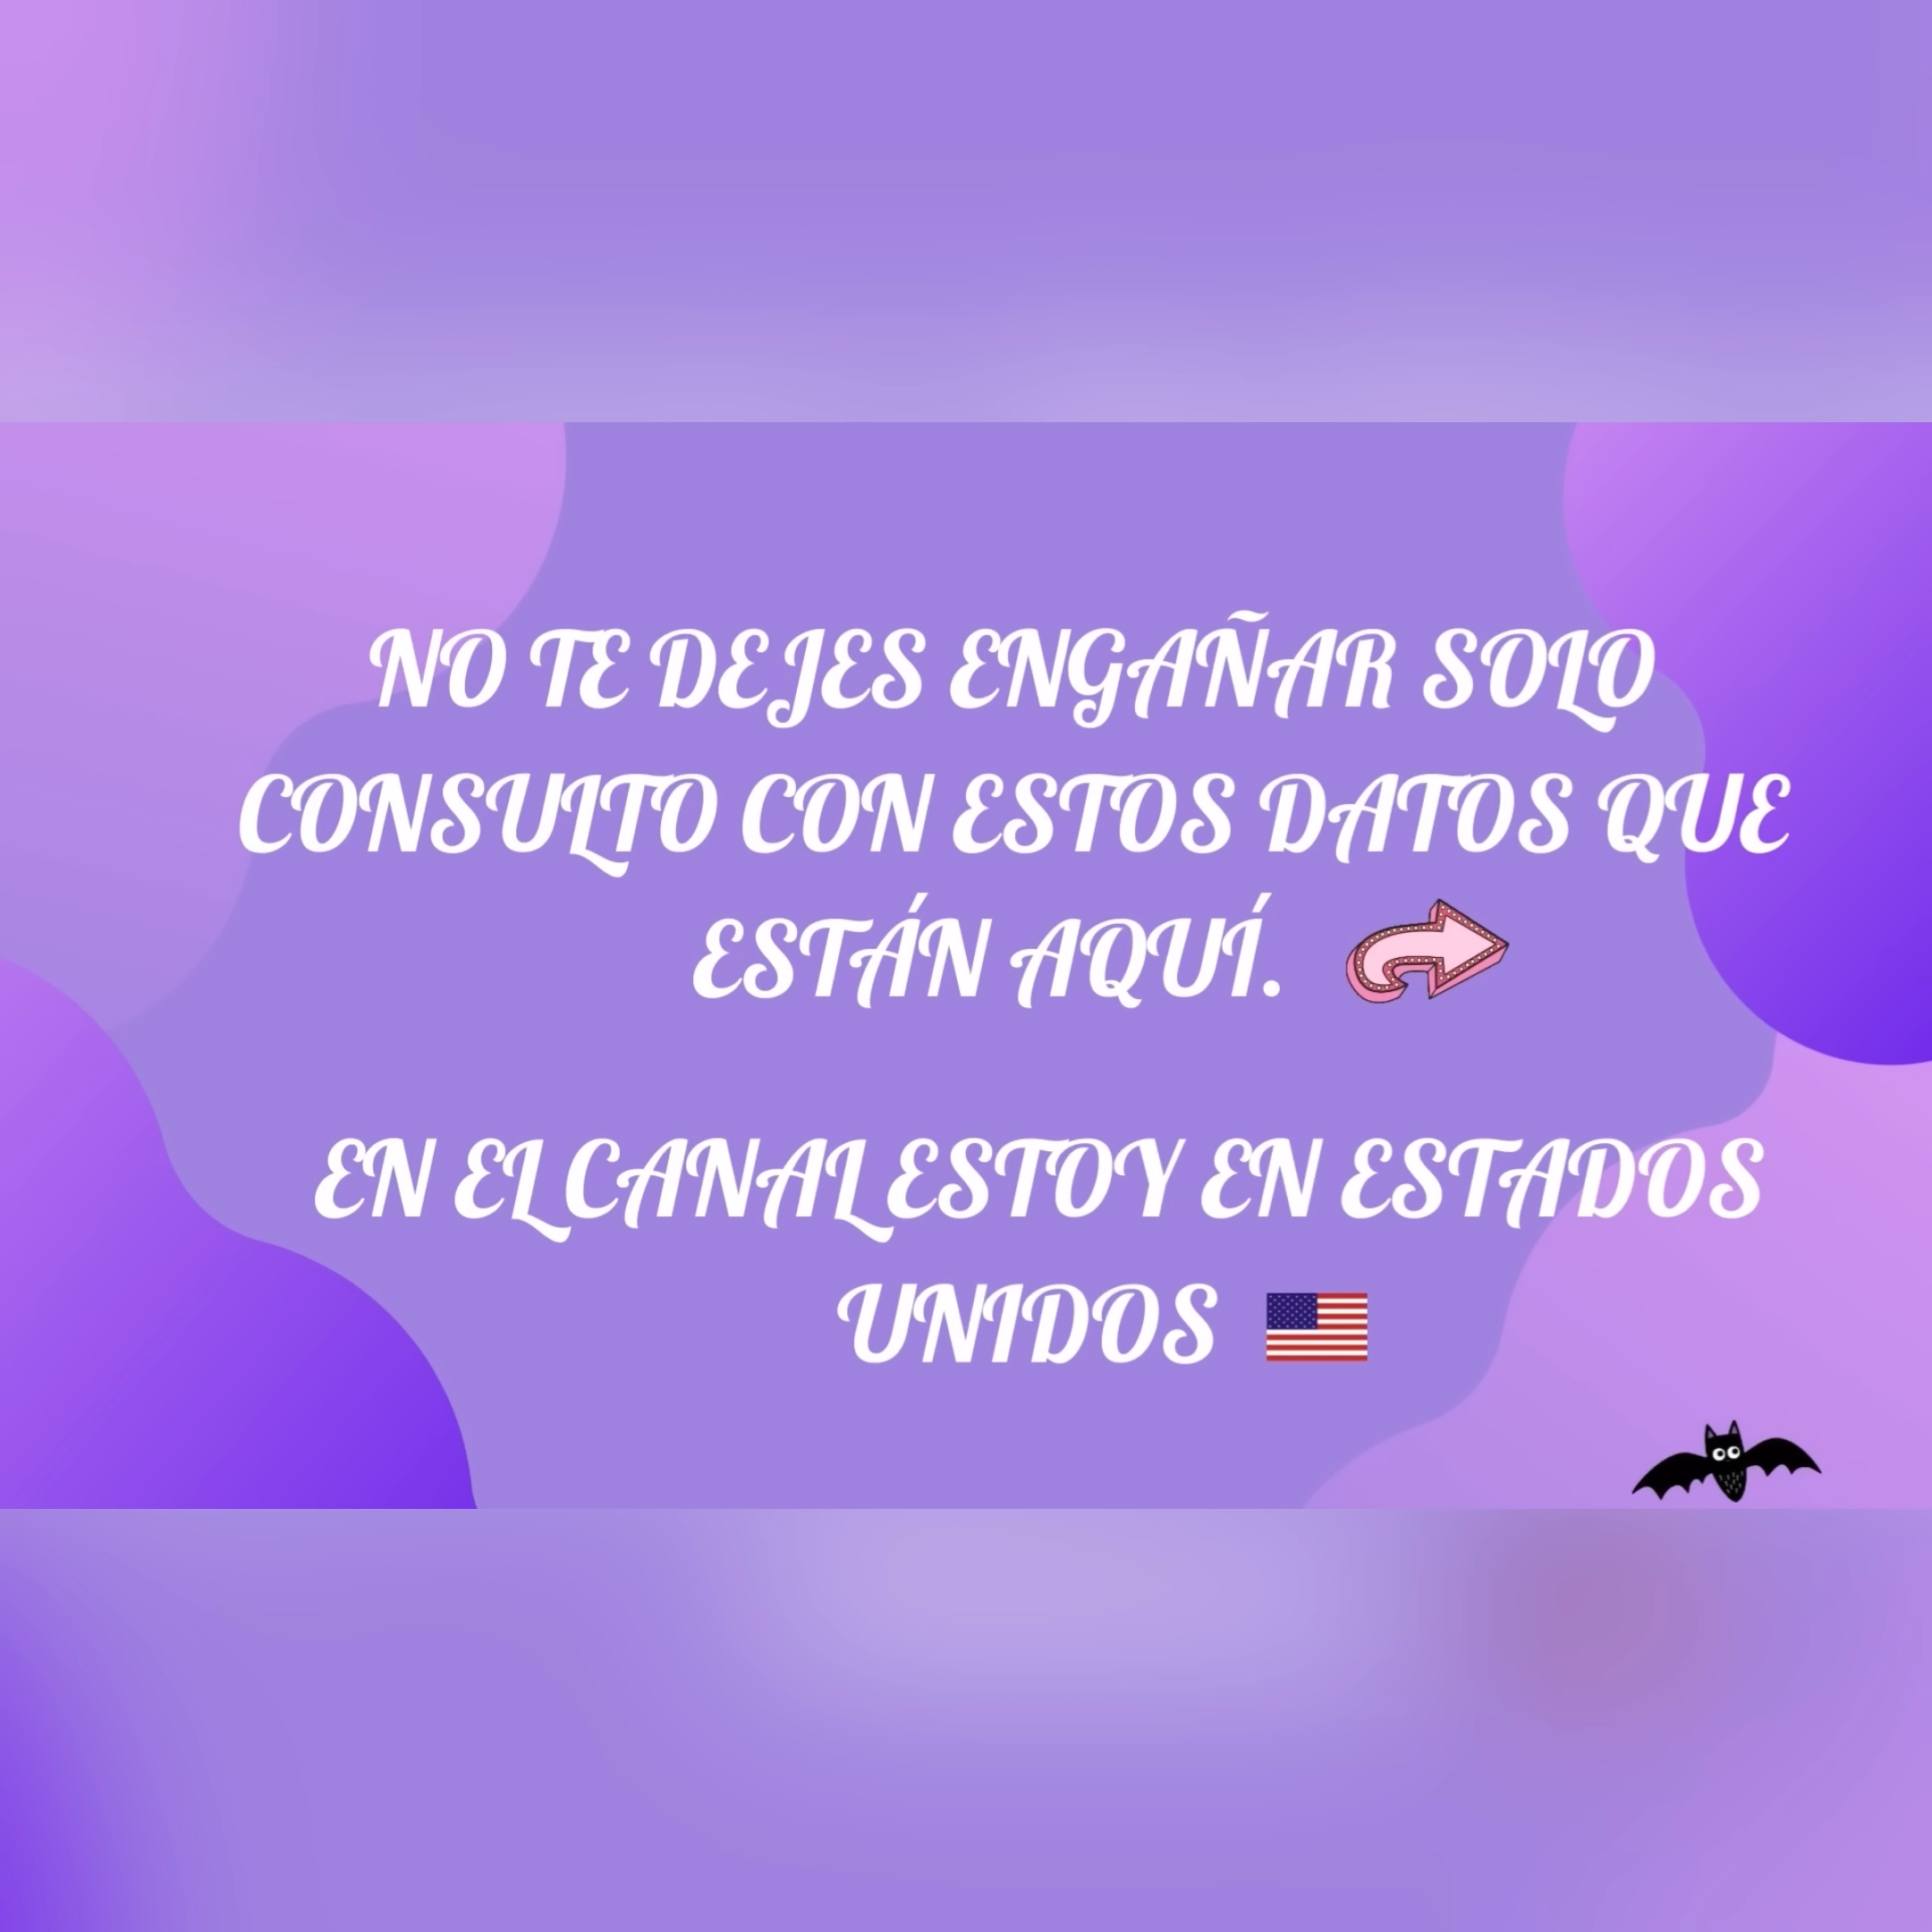 NO TE DEJES ENGAÑAR SOLO
CONSULTO CON ESTOS DATOS QUE
ESTÁN AQUÍ.
EN EL CANAL ESTOY EN ESTADOS
UNIDOS